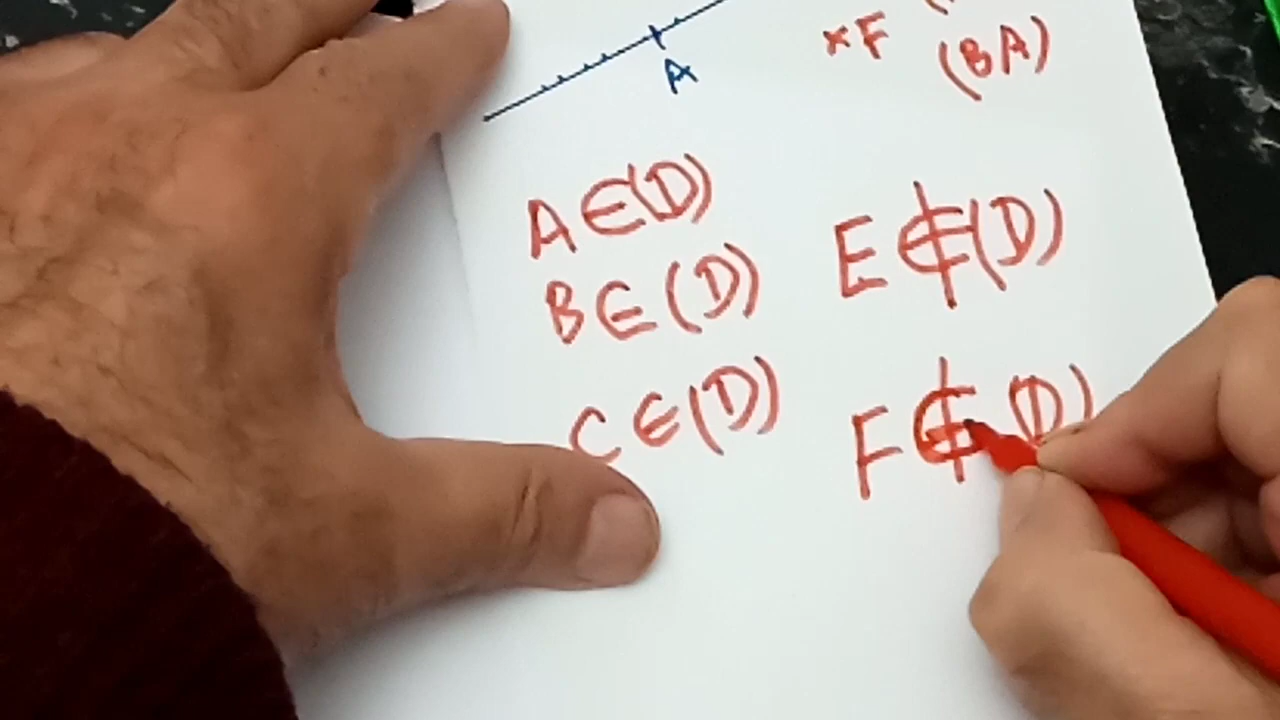 ×F
(BA)
A
A ∈ (D)
B ∈ (D)
C ∈ (D)
E ∉ (D)
F ∉ (D)